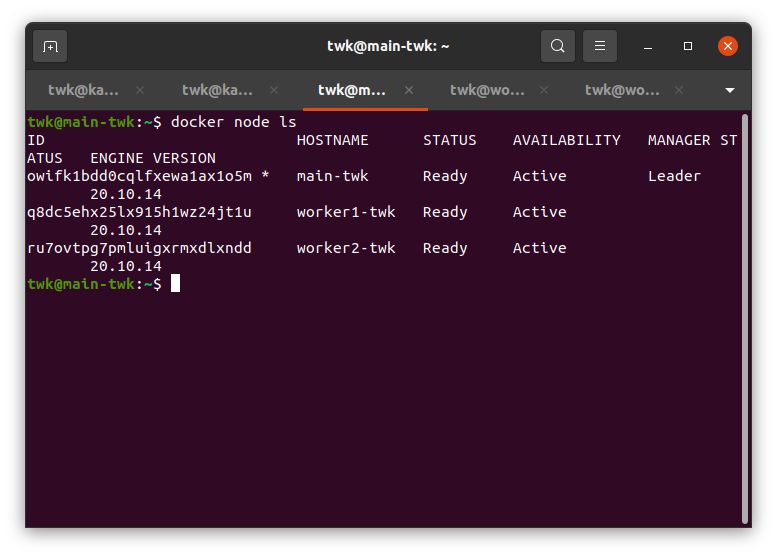 twk@main-twk: ~
twk@ka... twk@ka... twk@m... twk@wo... twk@wo...
twk@main-twk:~$ docker node ls
ID                            HOSTNAME      STATUS    AVAILABILITY   MANAGER ST
ATUS   ENGINE VERSION
owifk1bdd0cqlfxewa1ax1o5m *   main-twk      Ready     Active         Leader
       20.10.14
q8dc5ehx25lx915h1wz24jt1u     worker1-twk   Ready     Active
       20.10.14
ru7ovtpg7pmluigxrmxdlxndd     worker2-twk   Ready     Active
       20.10.14
twk@main-twk:~$